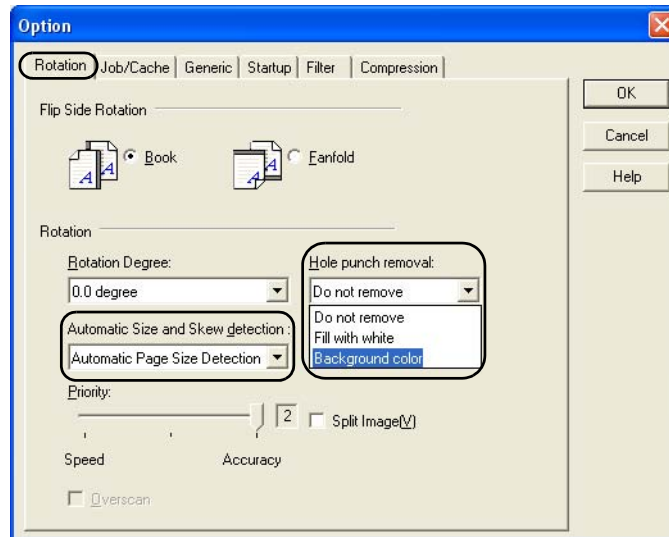 Option
Rotation Job/Cache Generic Startup Filter Compression
OK
Cancel
Help
Flip Side Rotation
A A Book A A Fanfold
Rotation
Rotation Degree:
0.0 degree
Hole punch removal:
Do not remove
Do not remove
Fill with white
Background color
Automatic Size and Skew detection :
Automatic Page Size Detection
Priority:
2 Split Image(V)
Speed Accuracy
Overscan